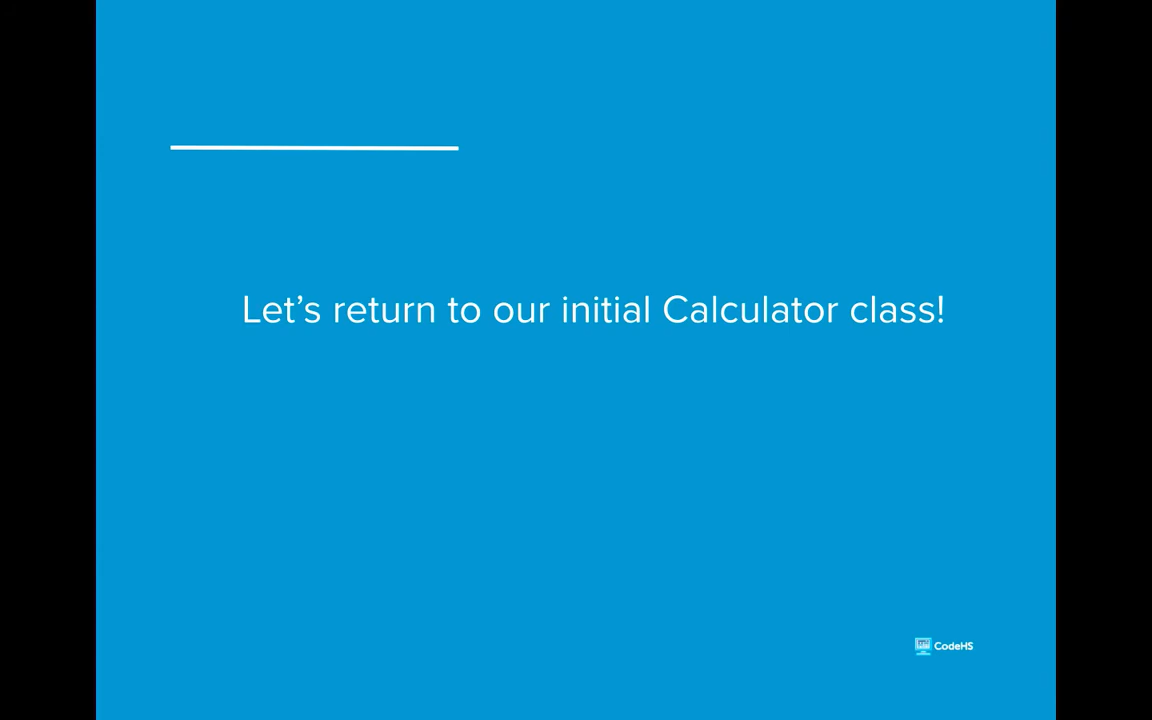 Let’s return to our initial Calculator class!
CodeHS